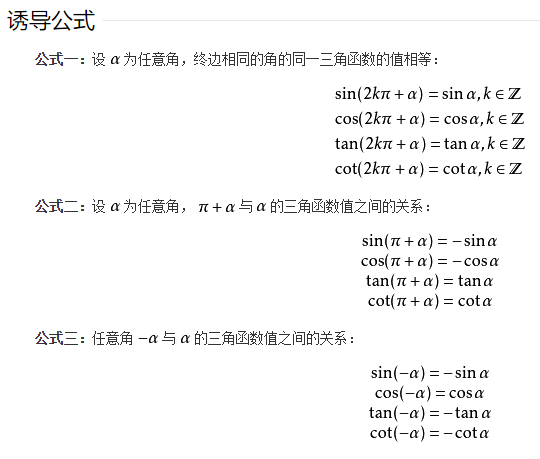 诱导公式
公式一：设 α 为任意角，终边相同的角的同一三角函数的值相等：
sin(2kπ + α) = sin α, k ∈ ℤ
cos(2kπ + α) = cos α, k ∈ ℤ
tan(2kπ + α) = tan α, k ∈ ℤ
cot(2kπ + α) = cot α, k ∈ ℤ
公式二：设 α 为任意角， π + α 与 α 的三角函数值之间的关系：
sin(π + α) = − sin α
cos(π + α) = − cos α
tan(π + α) = tan α
cot(π + α) = cot α
公式三：任意角 −α 与 α 的三角函数值之间的关系：
sin(−α) = − sin α
cos(−α) = cos α
tan(−α) = − tan α
cot(−α) = − cot α